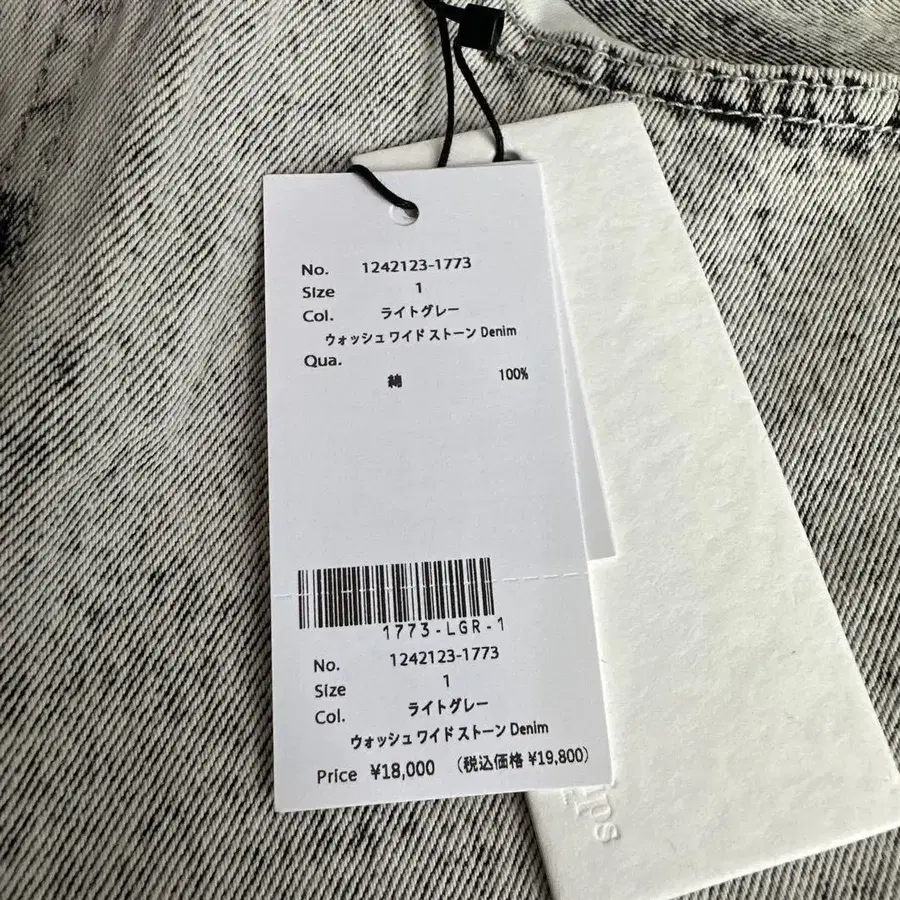 No. 1242123-1773
Size 1
Col. ライトグレー
ウォッシュ ワイド ストーン Denim
Qua.
綿 100%
1773-LGR-1
No. 1242123-1773
Size 1
Col. ライトグレー
ウォッシュ ワイド ストーン Denim
Price ¥18,000 (税込価格 ¥19,800)